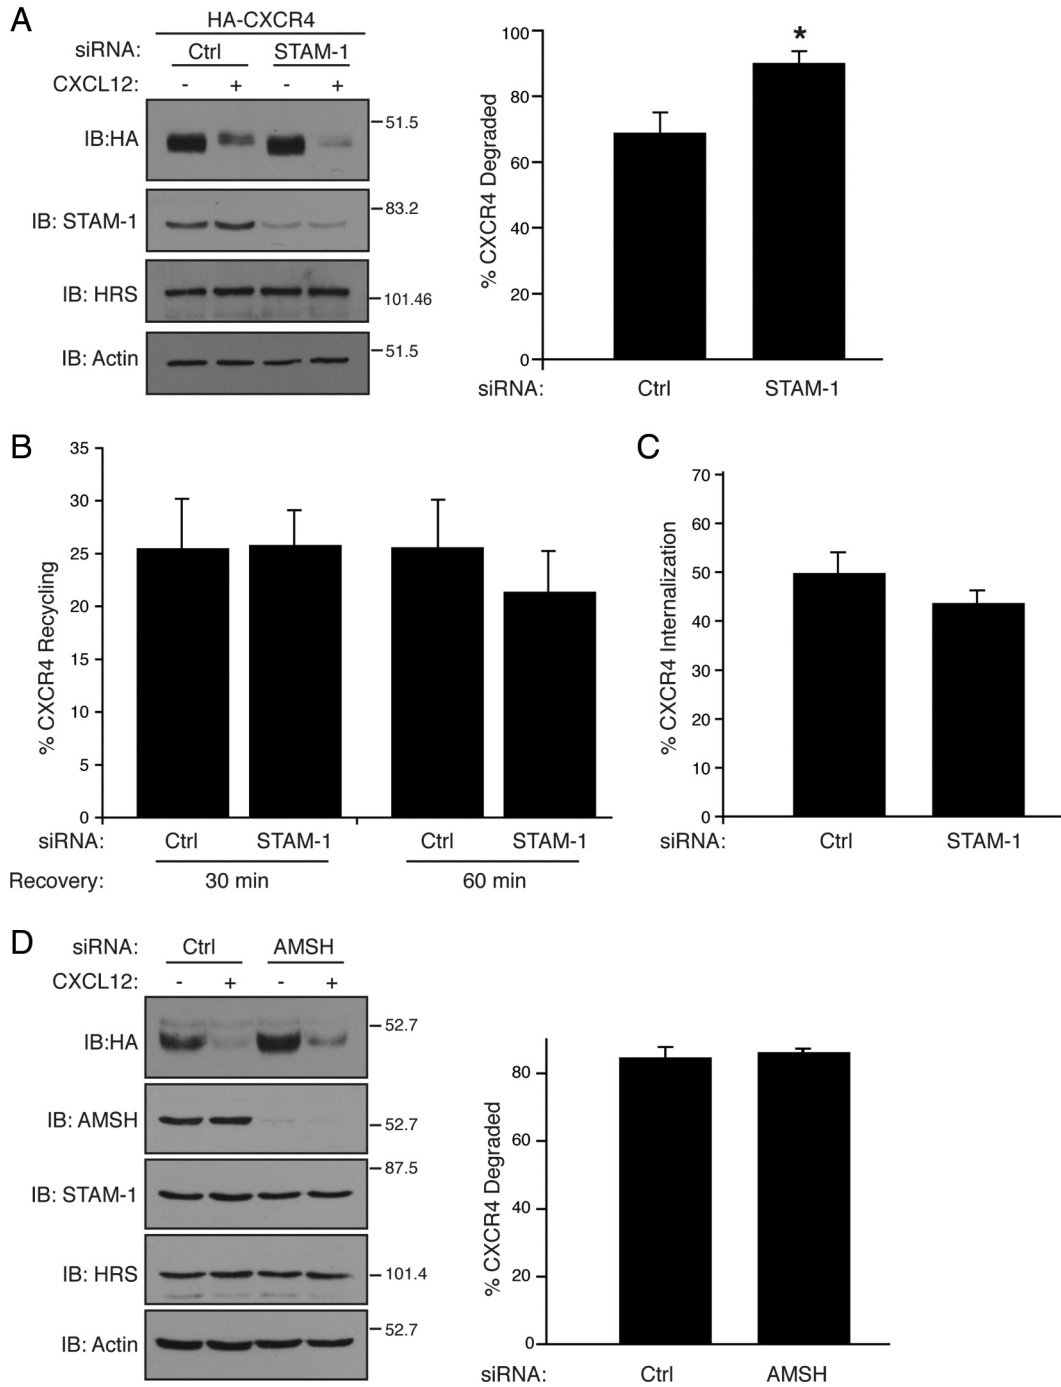 A
HA-CXCR4
siRNA: Ctrl STAM-1
CXCL12: - + - +
IB:HA
51.5
IB: STAM-1
83.2
IB: HRS
101.46
IB: Actin
51.5
% CXCR4 Degraded
100
80
60
40
20
0
*
siRNA: Ctrl STAM-1
B
% CXCR4 Recycling
35
30
25
20
15
10
5
0
siRNA: Ctrl STAM-1 Ctrl STAM-1
Recovery: 30 min 60 min
C
% CXCR4 Internalization
70
60
50
40
30
20
10
0
siRNA: Ctrl STAM-1
D
siRNA: Ctrl AMSH
CXCL12: - + - +
IB:HA
52.7
IB: AMSH
52.7
IB: STAM-1
87.5
IB: HRS
101.4
IB: Actin
52.7
% CXCR4 Degraded
80
60
40
20
0
siRNA: Ctrl AMSH